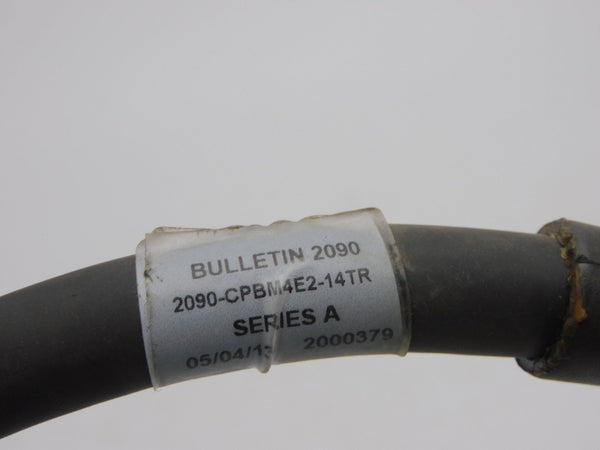 BULLETIN 2090
2090-CPBM4E2-14TR
SERIES A
2000379